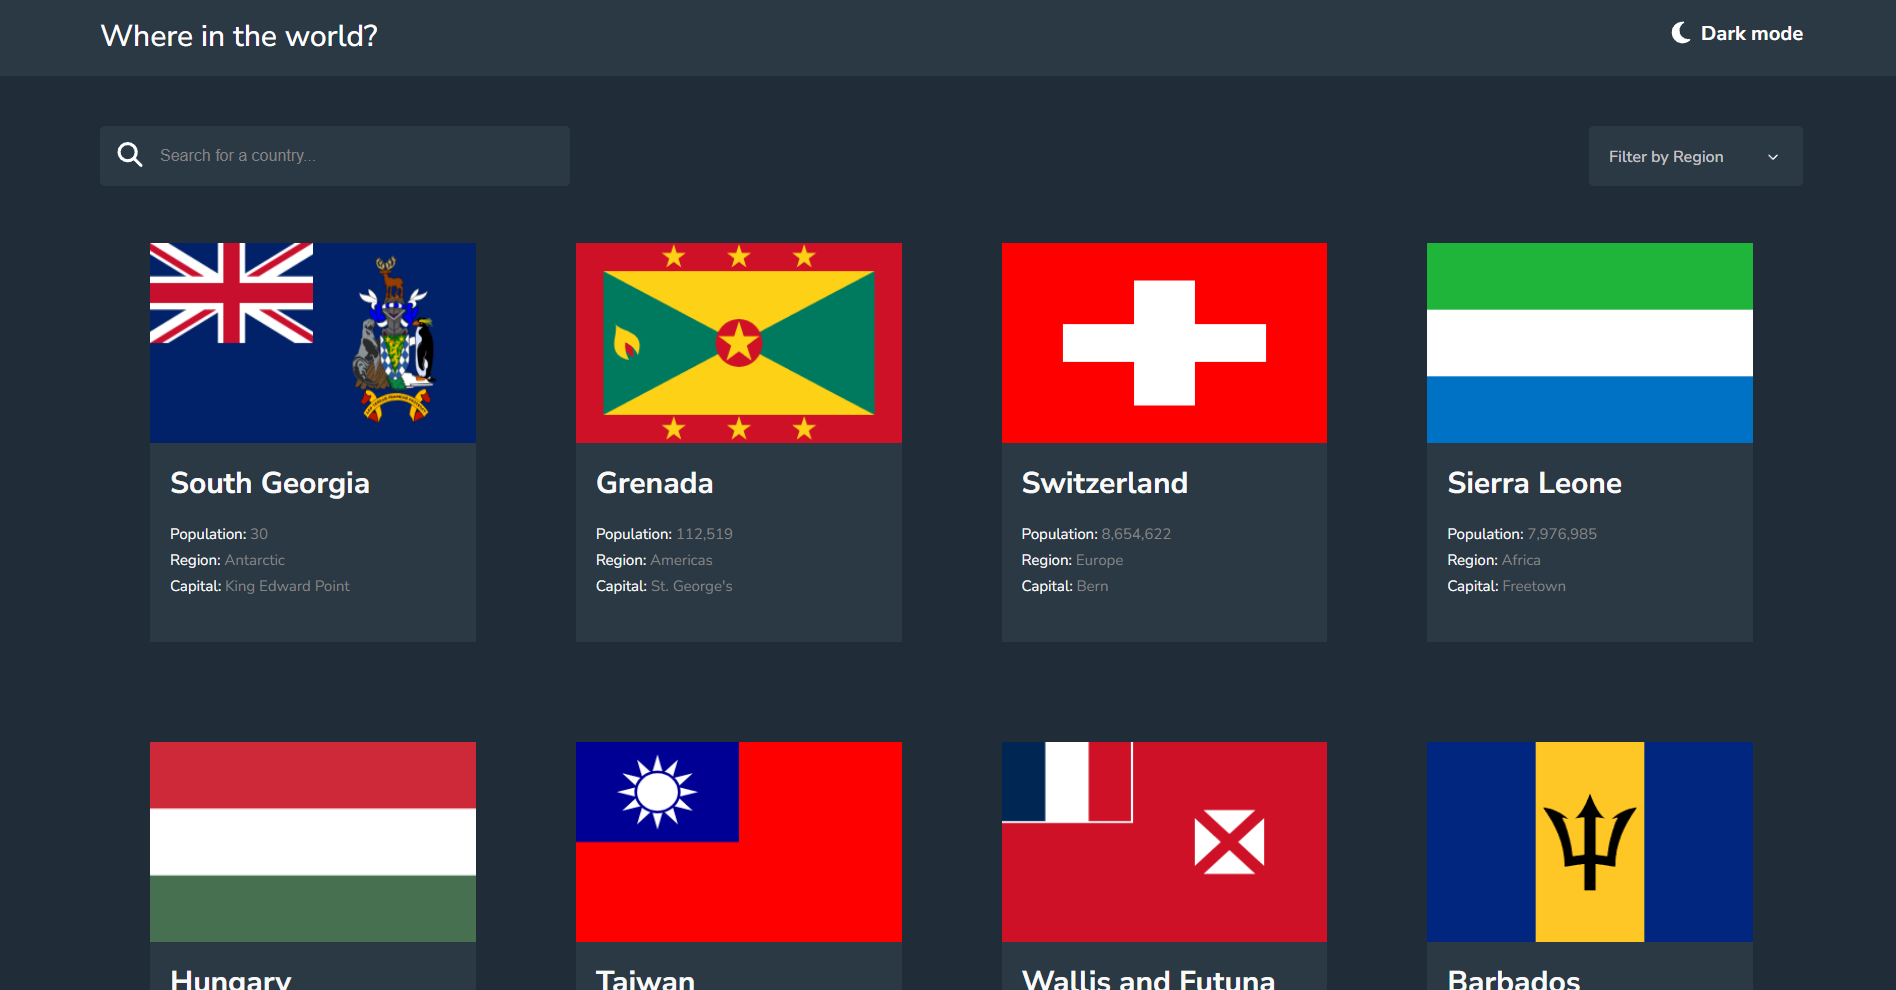 Where in the world?
Dark mode
Search for a country...
Filter by Region
South Georgia
Population: 30
Region: Antarctic
Capital: King Edward Point
Grenada
Population: 112,519
Region: Americas
Capital: St. George's
Switzerland
Population: 8,654,622
Region: Europe
Capital: Bern
Sierra Leone
Population: 7,976,985
Region: Africa
Capital: Freetown
Hungary
Taiwan
Wallis and Futuna
Barbados